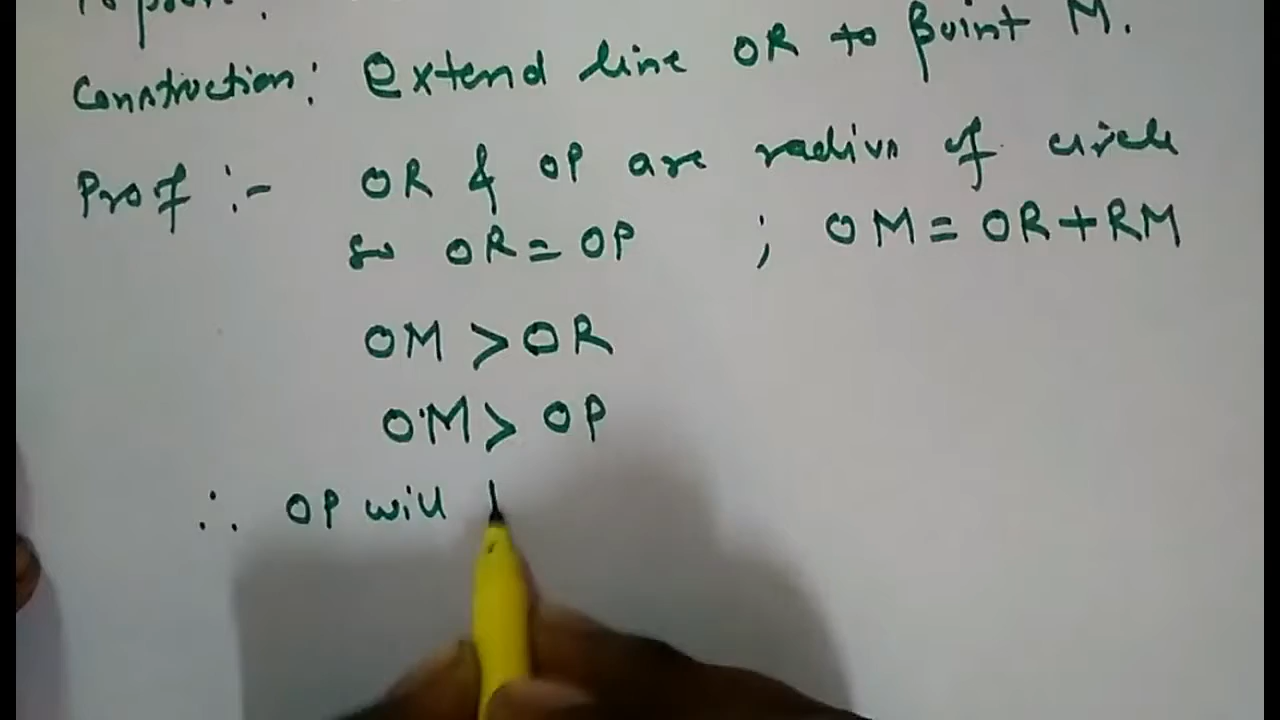 Construction: Extend line OR to point M.
Prof :- OR & OP are radius of circle
so OR = OP ; OM = OR + RM
OM > OR
OM > OP
∴ OP will